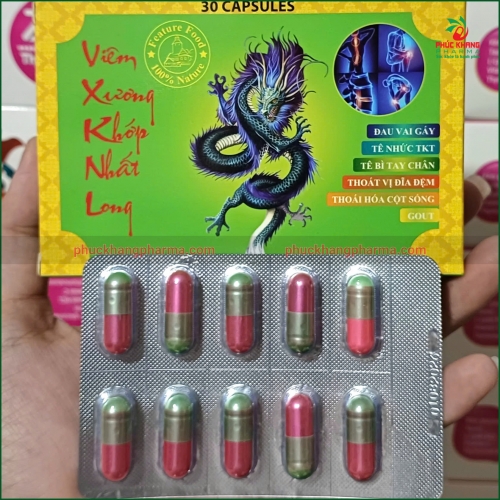 30 CAPSULES
PHÚC KHANG
PHARMA
Feature Food
100% Nature
Viêm
Xương
Khớp
Nhất
Long
ĐAU VAI GÁY
TÊ NHỨC TKT
TÊ BÌ TAY CHÂN
THOÁT VỊ ĐĨA ĐỆM
THOÁI HÓA CỘT SỐNG
GOUT
phuckhangpharma.com
phuckhangpharma.com